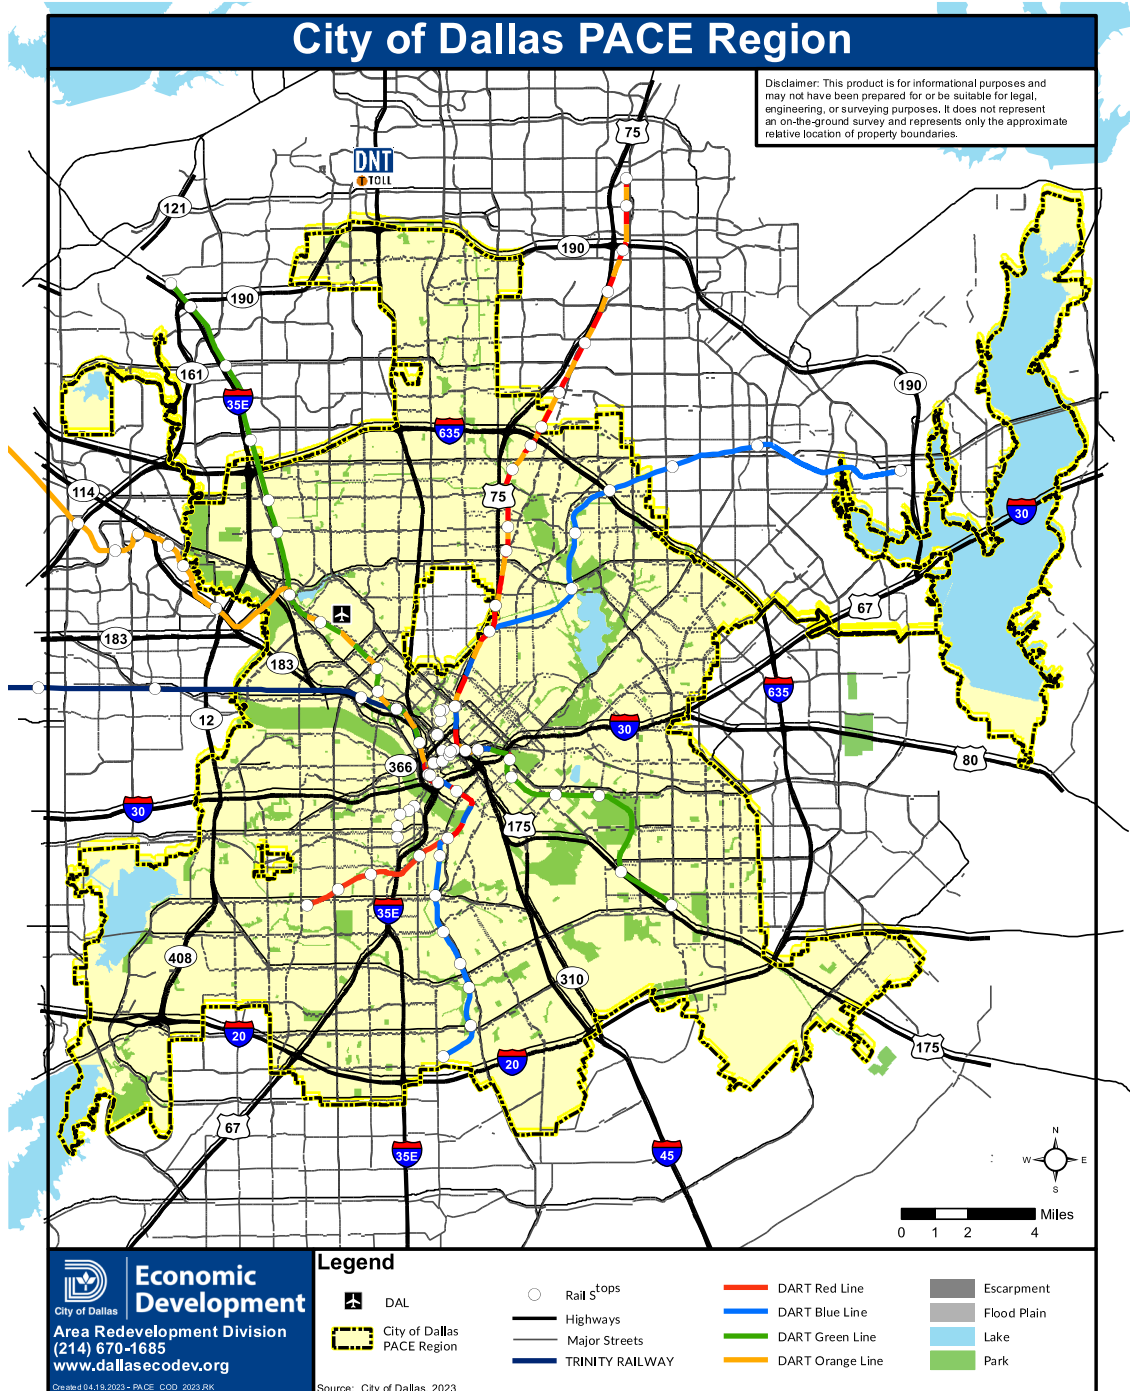 City of Dallas PACE Region
Disclaimer: This product is for informational purposes and
may not have been prepared for or be suitable for legal,
engineering, or surveying purposes. It does not represent
an on-the-ground survey and represents only the approximate
relative location of property boundaries.
75
DNT
T TOLL
121
190
190
161
35E
190
635
114
75
30
67
183
183
635
12
30
80
366
30
175
35E
408
310
20
20
175
67
35E
45
N
W E
S
Miles
0 1 2 4
City of Dallas
Economic
Development
Area Redevelopment Division
(214) 670-1685
www.dallasecodev.org
Created 04.19.2023 - PACE_COD_2023.RK
Legend
DAL
City of Dallas
PACE Region
Rail Stops
Highways
Major Streets
TRINITY RAILWAY
DART Red Line
DART Blue Line
DART Green Line
DART Orange Line
Escarpment
Flood Plain
Lake
Park
Source: City of Dallas, 2023